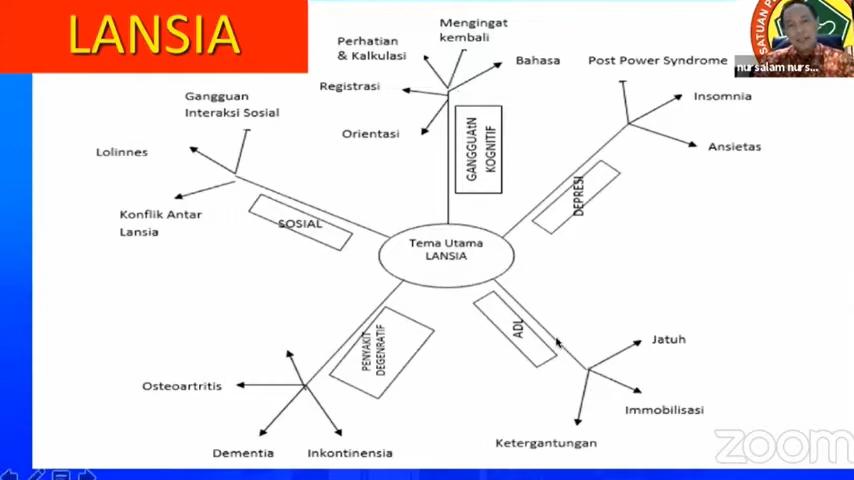 LANSIA
SATUAN P
nursalam nurs...
Mengingat
kembali
Perhatian
& Kalkulasi
Bahasa
Post Power Syndrome
Registrasi
Insomnia
Gangguan
Interaksi Sosial
Orientasi
GANGGUAtN
KOGNITIF
Ansietas
Lolinnes
DEPRESI
Konflik Antar
Lansia
SOSIAL
Tema Utama
LANSIA
PENYAKIT
DEGENRATIF
ADL
Jatuh
Osteoartritis
Immobilisasi
Ketergantungan
Dementia
Inkontinensia
zoom